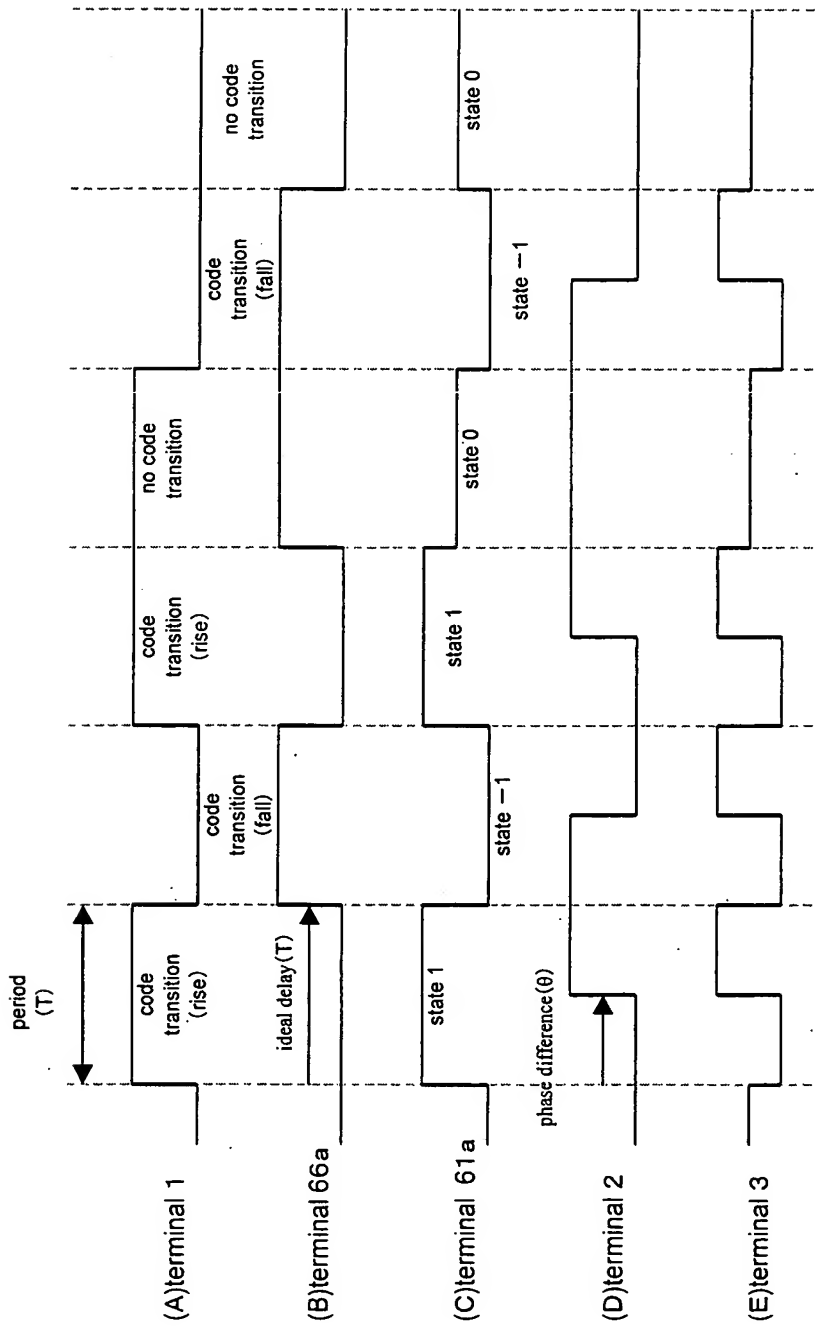 period
(T)
(A)terminal 1
code
transition
(rise)
code
transition
(fall)
code
transition
(rise)
no code
transition
code
transition
(fall)
no code
transition
(B)terminal 66a
ideal delay(T)
(C)terminal 61a
state 1
state −1
state 1
state 0
state −1
state 0
(D)terminal 2
phase difference(θ)
(E)terminal 3